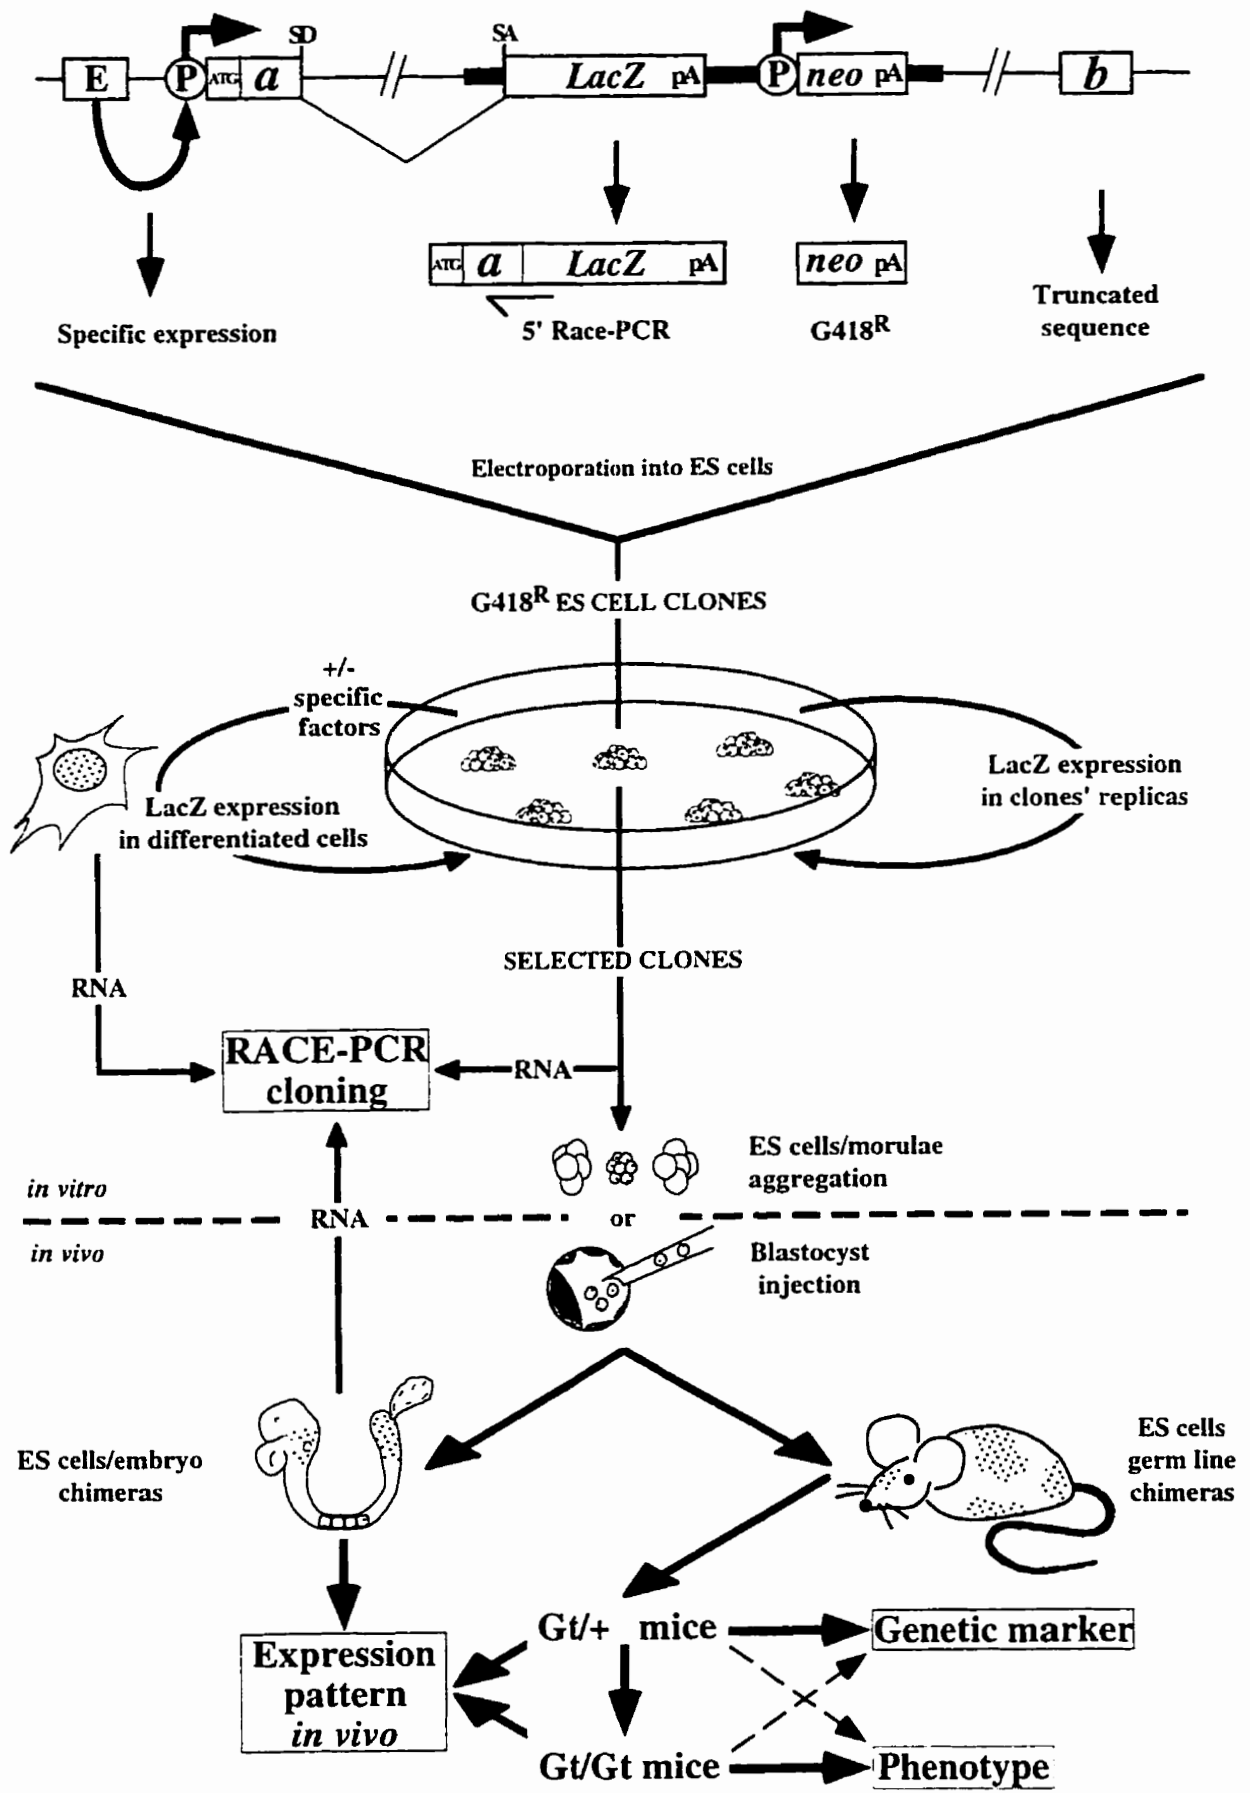 SD
SA
E
P
ATG
a
LacZ
pA
P
neo
pA
b
ATG
a
LacZ
pA
neo
pA
5' Race-PCR
G418R
Truncated
sequence
Specific expression
Electroporation into ES cells
G418R ES CELL CLONES
+/-
specific
factors
LacZ expression
in differentiated cells
LacZ expression
in clones' replicas
SELECTED CLONES
RNA
RACE-PCR
cloning
RNA
ES cells/morulae
aggregation
in vitro
RNA
or
in vivo
Blastocyst
injection
ES cells/embryo
chimeras
ES cells
germ line
chimeras
Gt/+ mice
Genetic marker
Expression
pattern
in vivo
Gt/Gt mice
Phenotype